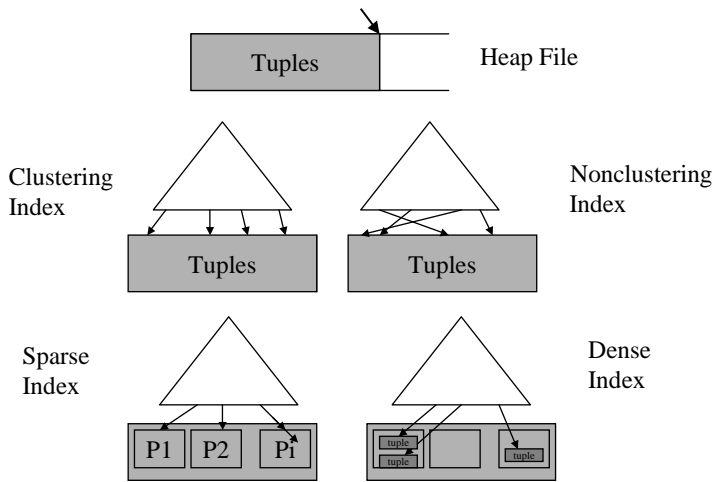 Tuples
Heap File
Clustering
Index
Nonclustering
Index
Tuples
Tuples
Sparse
Index
Dense
Index
P1
P2
Pi
tuple
tuple
tuple